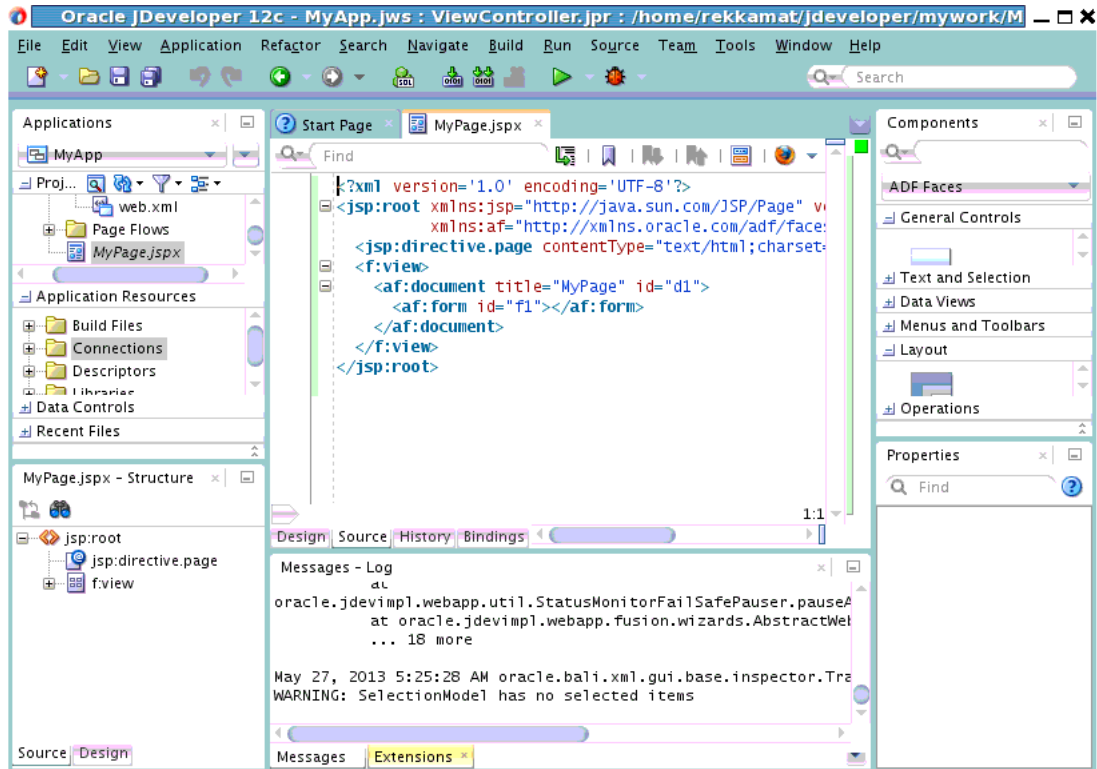 Oracle JDeveloper 12c - MyApp.jws : ViewController.jpr : /home/rekkamat/jdeveloper/mywork/M
File Edit View Application Refactor Search Navigate Build Run Source Team Tools Window Help
Search
Applications
MyApp
Proj...
web.xml
Page Flows
MyPage.jspx
Application Resources
Build Files
Connections
Descriptors
Libraries
Data Controls
Recent Files
MyPage.jspx - Structure
jsp:root
jsp:directive.page
f:view
Source Design
Start Page MyPage.jspx
Find
<?xml version='1.0' encoding='UTF-8'?>
<jsp:root xmlns:jsp="http://java.sun.com/JSP/Page" v
xmlns:af="http://xmlns.oracle.com/adf/faces
<jsp:directive.page contentType="text/html;charset=
<f:view>
<af:document title="MyPage" id="d1">
<af:form id="f1"></af:form>
</af:document>
</f:view>
</jsp:root>
1:1
Design Source History Bindings
Messages - Log
at
oracle.jdevimpl.webapp.util.StatusMonitorFailSafePauser.pauseA
at oracle.jdevimpl.webapp.fusion.wizards.AbstractWeb
... 18 more
May 27, 2013 5:25:28 AM oracle.bali.xml.gui.base.inspector.Tra
WARNING: SelectionModel has no selected items
Messages Extensions
Components
ADF Faces
General Controls
Text and Selection
Data Views
Menus and Toolbars
Layout
Operations
Properties
Find